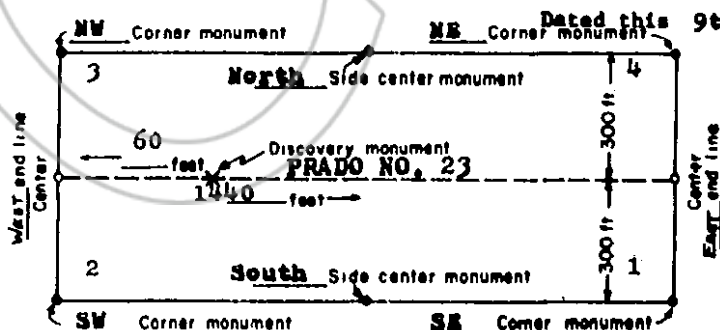 Dated this 9t
NW Corner monument NE Corner monument
3 North Side center monument 4
300 ft
60
feet Discovery monument
PRADO NO. 23
1440 feet
WEST end line
Center
Center
EAST end line
300 ft
2 South Side center monument 1
SW Corner monument SE Corner monument